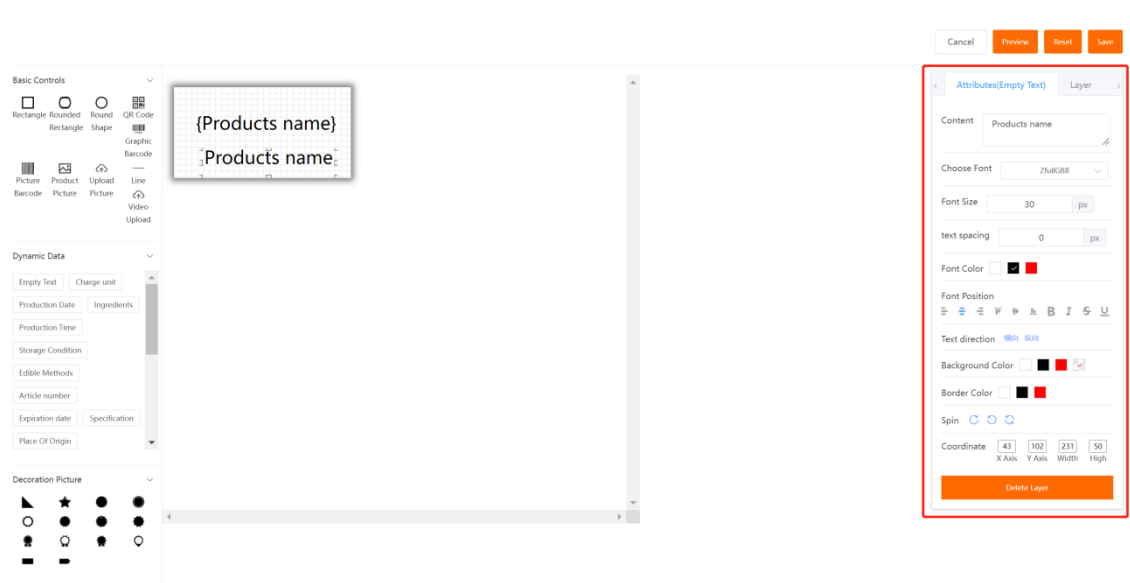 Cancel
Preview
Reset
Save
Basic Controls
Rectangle
Rounded
Rectangle
Round
Shape
QR Code
Graphic
Barcode
Picture
Barcode
Product
Picture
Upload
Picture
Line
Video
Upload
Dynamic Data
Empty Text
Charge unit
Production Date
Ingredients
Production Time
Storage Condition
Edible Methods
Article number
Expiration date
Specification
Place Of Origin
Decoration Picture
{Products name}
Products name
Attributes(Empty Text)
Layer
Content
Products name
Choose Font
ZfullGB8
Font Size
30
px
text spacing
0
px
Font Color
Font Position
B I S U
Text direction
横向 纵向
Background Color
Border Color
Spin
Coordinate
43 102 231 50
X Axis Y Axis Width High
Delete Layer